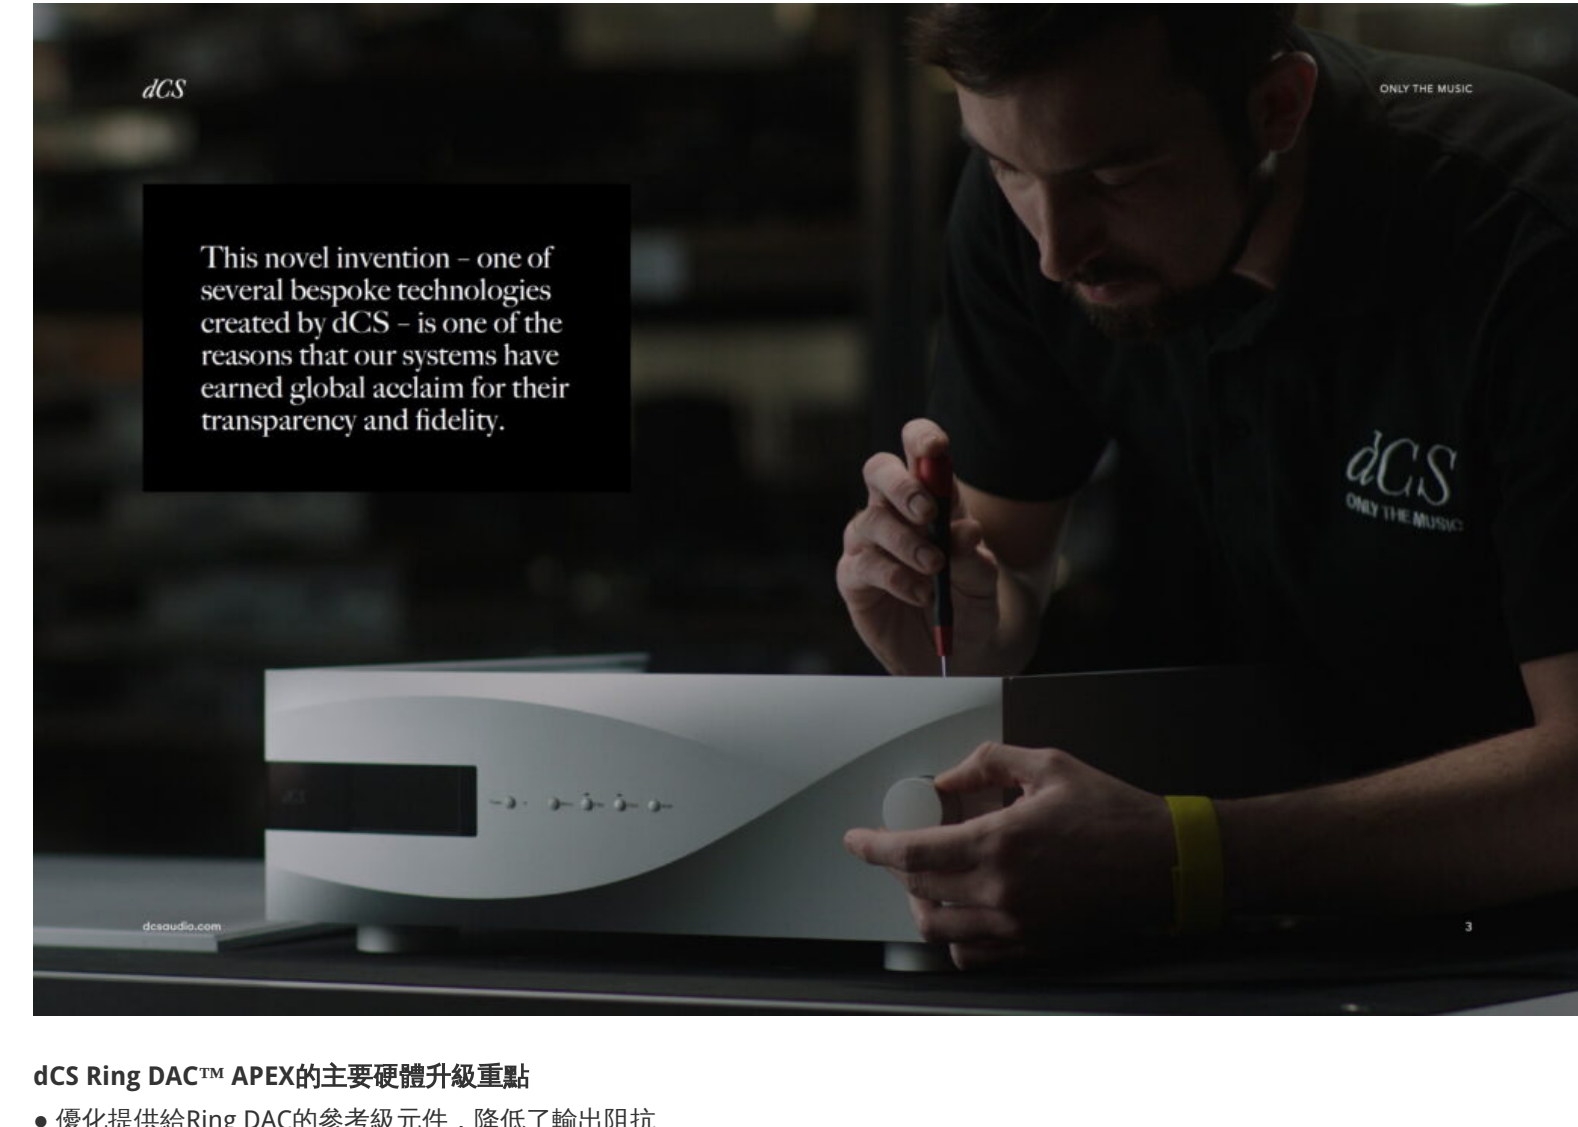 dCS
ONLY THE MUSIC
This novel invention – one of
several bespoke technologies
created by dCS – is one of the
reasons that our systems have
earned global acclaim for their
transparency and fidelity.
dCS
ONLY THE MUSIC
dcsaudio.com
3
dCS Ring DAC™ APEX的主要硬體升級重點
● 優化提供給Ring DAC的參考級元件，降低了輸出阻抗